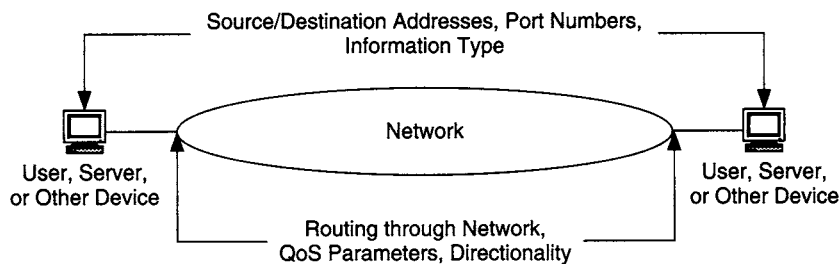 Source/Destination Addresses, Port Numbers,
Information Type
Network
User, Server,
or Other Device
User, Server,
or Other Device
Routing through Network,
QoS Parameters, Directionality